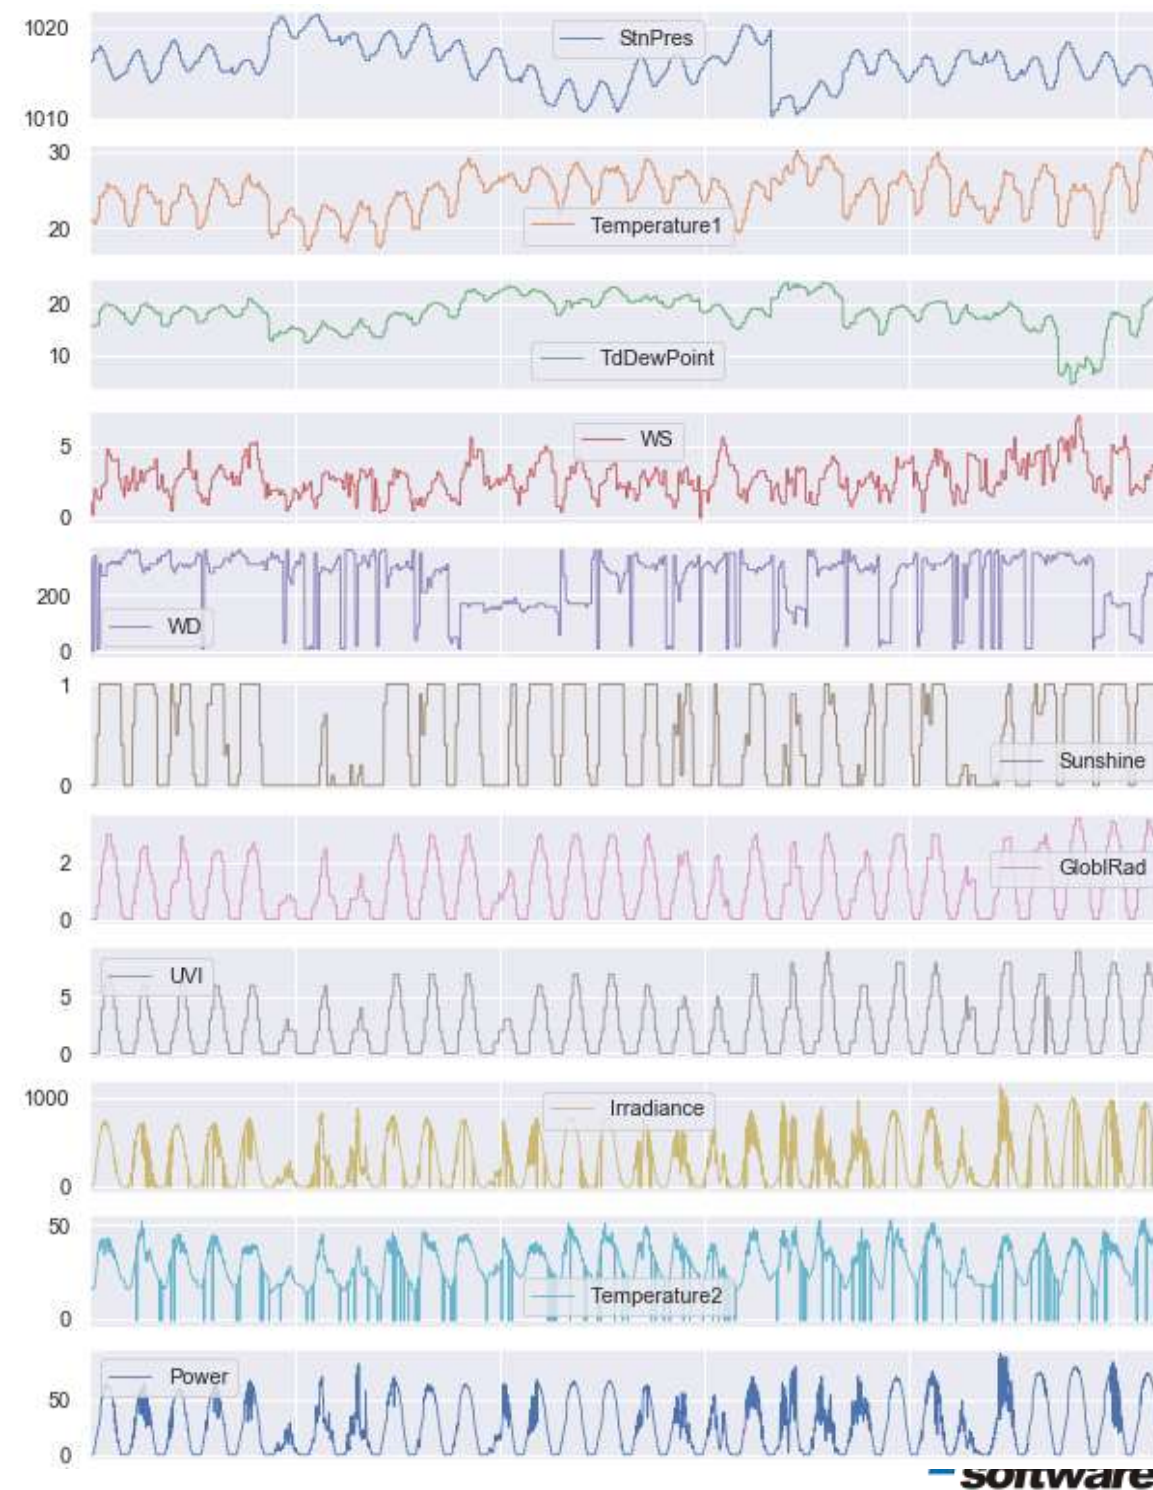 1020
StnPres
1010
30
20
Temperature1
20
TdDewPoint
10
WS
5
0
200
WD
0
1
Sunshine
0
2
GloblRad
0
UVI
5
0
1000
Irradiance
0
50
Temperature2
0
Power
50
0
software